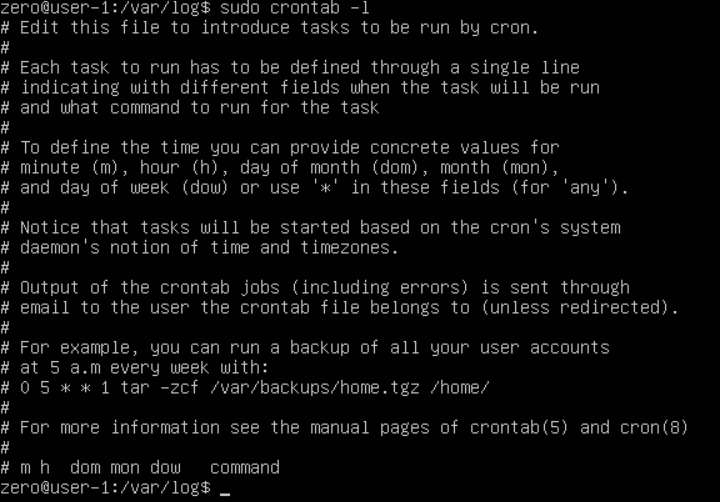 zero@user-1:/var/log$ sudo crontab -l
# Edit this file to introduce tasks to be run by cron.
#
# Each task to run has to be defined through a single line
# indicating with different fields when the task will be run
# and what command to run for the task
#
# To define the time you can provide concrete values for
# minute (m), hour (h), day of month (dom), month (mon),
# and day of week (dow) or use '*' in these fields (for 'any').
#
# Notice that tasks will be started based on the cron's system
# daemon's notion of time and timezones.
#
# Output of the crontab jobs (including errors) is sent through
# email to the user the crontab file belongs to (unless redirected).
#
# For example, you can run a backup of all your user accounts
# at 5 a.m every week with:
# 0 5 * * 1 tar -zcf /var/backups/home.tgz /home/
#
# For more information see the manual pages of crontab(5) and cron(8)
#
# m h  dom mon dow   command
zero@user-1:/var/log$ _